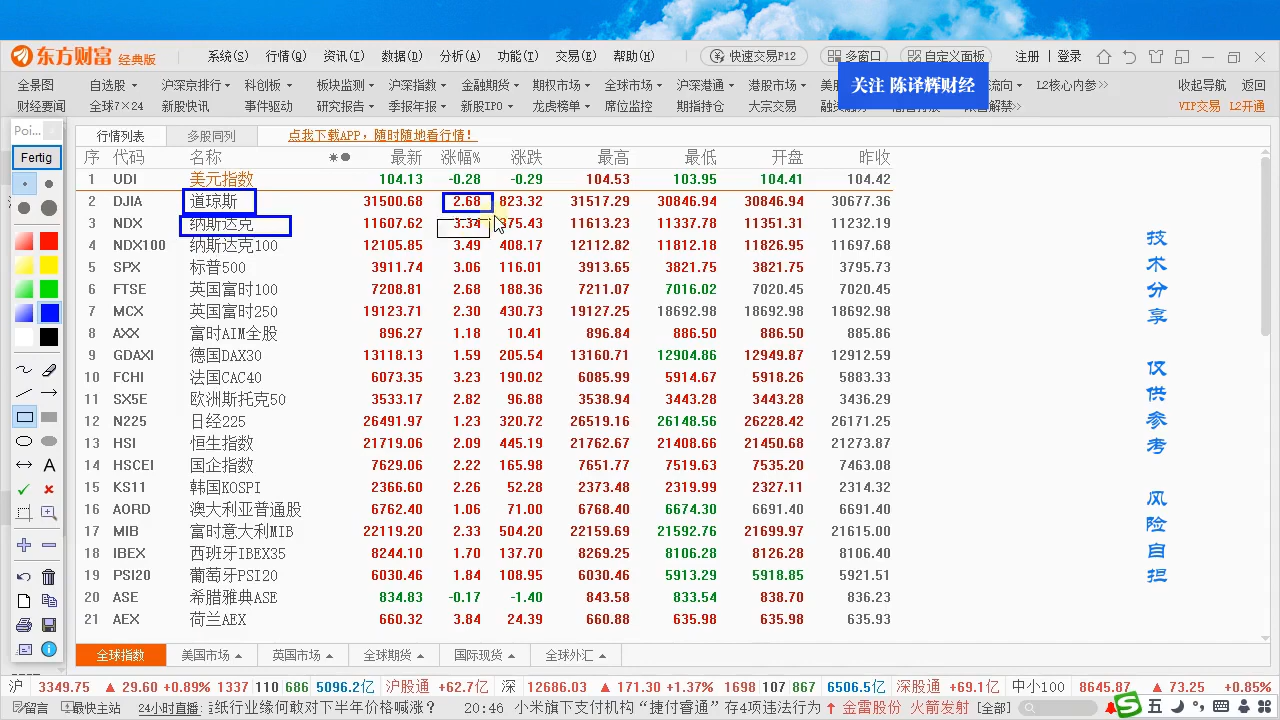 东方财富 经典版 系统(S) 行情(Q) 资讯(I) 数据(D) 分析(A) 功能(T) 交易(E) 帮助(H) 快速交易F12 多窗口 自定义面板 注册 登录
全景图 自选股 沪深京排行 科创板 板块监测 沪深指数 金融期货 期权市场 全球市场 沪深港通 港股市场 L2核心内参>> 收起导航 返回
财经要闻 全球7×24 新股快讯 事件驱动 研究报告 季报年报 新股IPO 龙虎榜单 席位监控 期指持仓 大宗交易 VIP交易 L2开通
关注 陈译辉财经
Poi...
Fertig
行情列表 多股同列 点我下载APP,随时随地看行情!
序 代码 名称 最新 涨幅% 涨跌 最高 最低 开盘 昨收
1 UDI 美元指数 104.13 -0.28 -0.29 104.53 103.95 104.41 104.42
2 DJIA 道琼斯 31500.68 2.68 823.32 31517.29 30846.94 30846.94 30677.36
3 NDX 纳斯达克 11607.62 3.34 375.43 11613.23 11337.78 11351.31 11232.19
4 NDX100 纳斯达克100 12105.85 3.49 408.17 12112.82 11812.18 11826.95 11697.68
5 SPX 标普500 3911.74 3.06 116.01 3913.65 3821.75 3821.75 3795.73
6 FTSE 英国富时100 7208.81 2.68 188.36 7211.07 7016.02 7020.45 7020.45
7 MCX 英国富时250 19123.71 2.30 430.73 19127.25 18692.98 18692.98 18692.98
8 AXX 富时AIM全股 896.27 1.18 10.41 896.84 886.50 886.50 885.86
9 GDAXI 德国DAX30 13118.13 1.59 205.54 13160.71 12904.86 12949.87 12912.59
10 FCHI 法国CAC40 6073.35 3.23 190.02 6085.99 5914.67 5918.26 5883.33
11 SX5E 欧洲斯托克50 3533.17 2.82 96.88 3538.94 3443.28 3443.28 3436.29
12 N225 日经225 26491.97 1.23 320.72 26519.16 26148.56 26228.42 26171.25
13 HSI 恒生指数 21719.06 2.09 445.19 21762.67 21408.66 21450.68 21273.87
14 HSCEI 国企指数 7629.06 2.22 165.98 7651.77 7519.63 7535.20 7463.08
15 KS11 韩国KOSPI 2366.60 2.26 52.28 2373.48 2319.99 2327.11 2314.32
16 AORD 澳大利亚普通股 6762.40 1.06 71.00 6768.40 6674.30 6691.40 6691.40
17 MIB 富时意大利MIB 22119.20 2.33 504.20 22159.69 21592.76 21699.97 21615.00
18 IBEX 西班牙IBEX35 8244.10 1.70 137.70 8269.25 8106.28 8126.28 8106.40
19 PSI20 葡萄牙PSI20 6030.46 1.84 108.95 6030.46 5913.29 5918.85 5921.51
20 ASE 希腊雅典ASE 834.83 -0.17 -1.40 843.58 833.54 838.70 836.23
21 AEX 荷兰AEX 660.32 3.84 24.39 660.88 635.98 638.76 635.93
技术分享 仅供参考 风险自担
全球指数 美国市场 英国市场 全球期货 国际现货 全球外汇
沪 3349.75 ▲ 29.60 +0.89% 1337 110 686 5096.2亿 沪股通 +62.7亿 深 12686.03 ▲ 171.30 +1.37% 1698 107 867 6506.5亿 深股通 +69.1亿 中小100 8645.87 ▲ 73.25 +0.85%
留言 最快主站 24小时直播: 铁行业缘何敢对下半年价格喊涨? 20:46 小米旗下支付机构“捷付睿通”存4项违法行为 金雷股份 火箭发射 [全部] 五